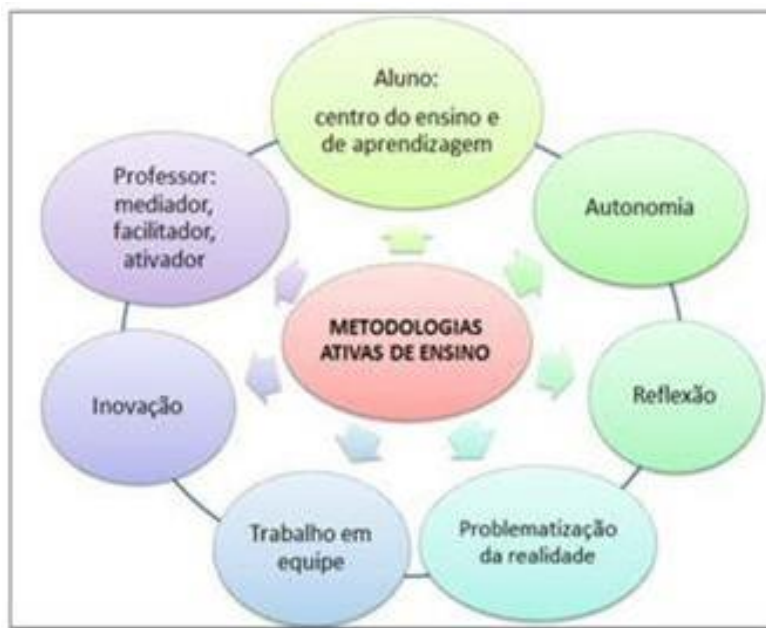 Aluno:
centro do ensino e
de aprendizagem
Autonomia
Reflexão
Problematização
da realidade
Trabalho em
equipe
Inovação
Professor:
mediador,
facilitador,
ativador
METODOLOGIAS
ATIVAS DE ENSINO